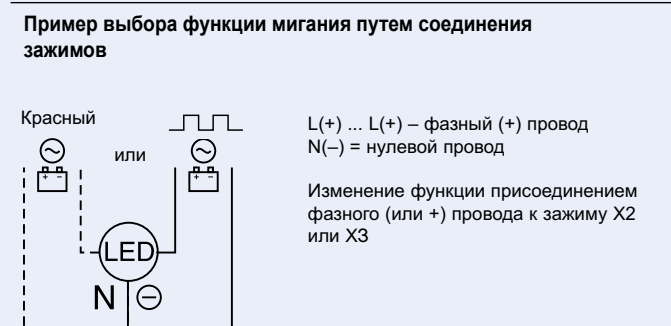 Пример выбора функции мигания путем соединения
зажимов
Красный
или
L(+) ... L(+) – фазный (+) провод
N(–) = нулевой провод
Изменение функции присоединением
фазного (или +) провода к зажиму X2
или X3
+ -
+ -
LED
N